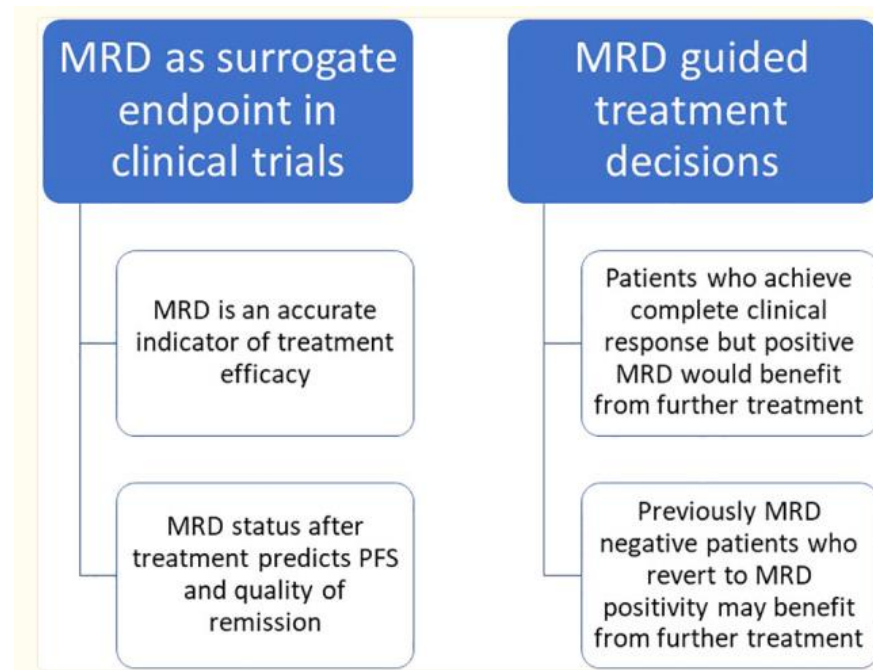 MRD as surrogate
endpoint in
clinical trials
MRD is an accurate
indicator of treatment
efficacy
MRD status after
treatment predicts PFS
and quality of
remission
MRD guided
treatment
decisions
Patients who achieve
complete clinical
response but positive
MRD would benefit
from further treatment
Previously MRD
negative patients who
revert to MRD
positivity may benefit
from further treatment